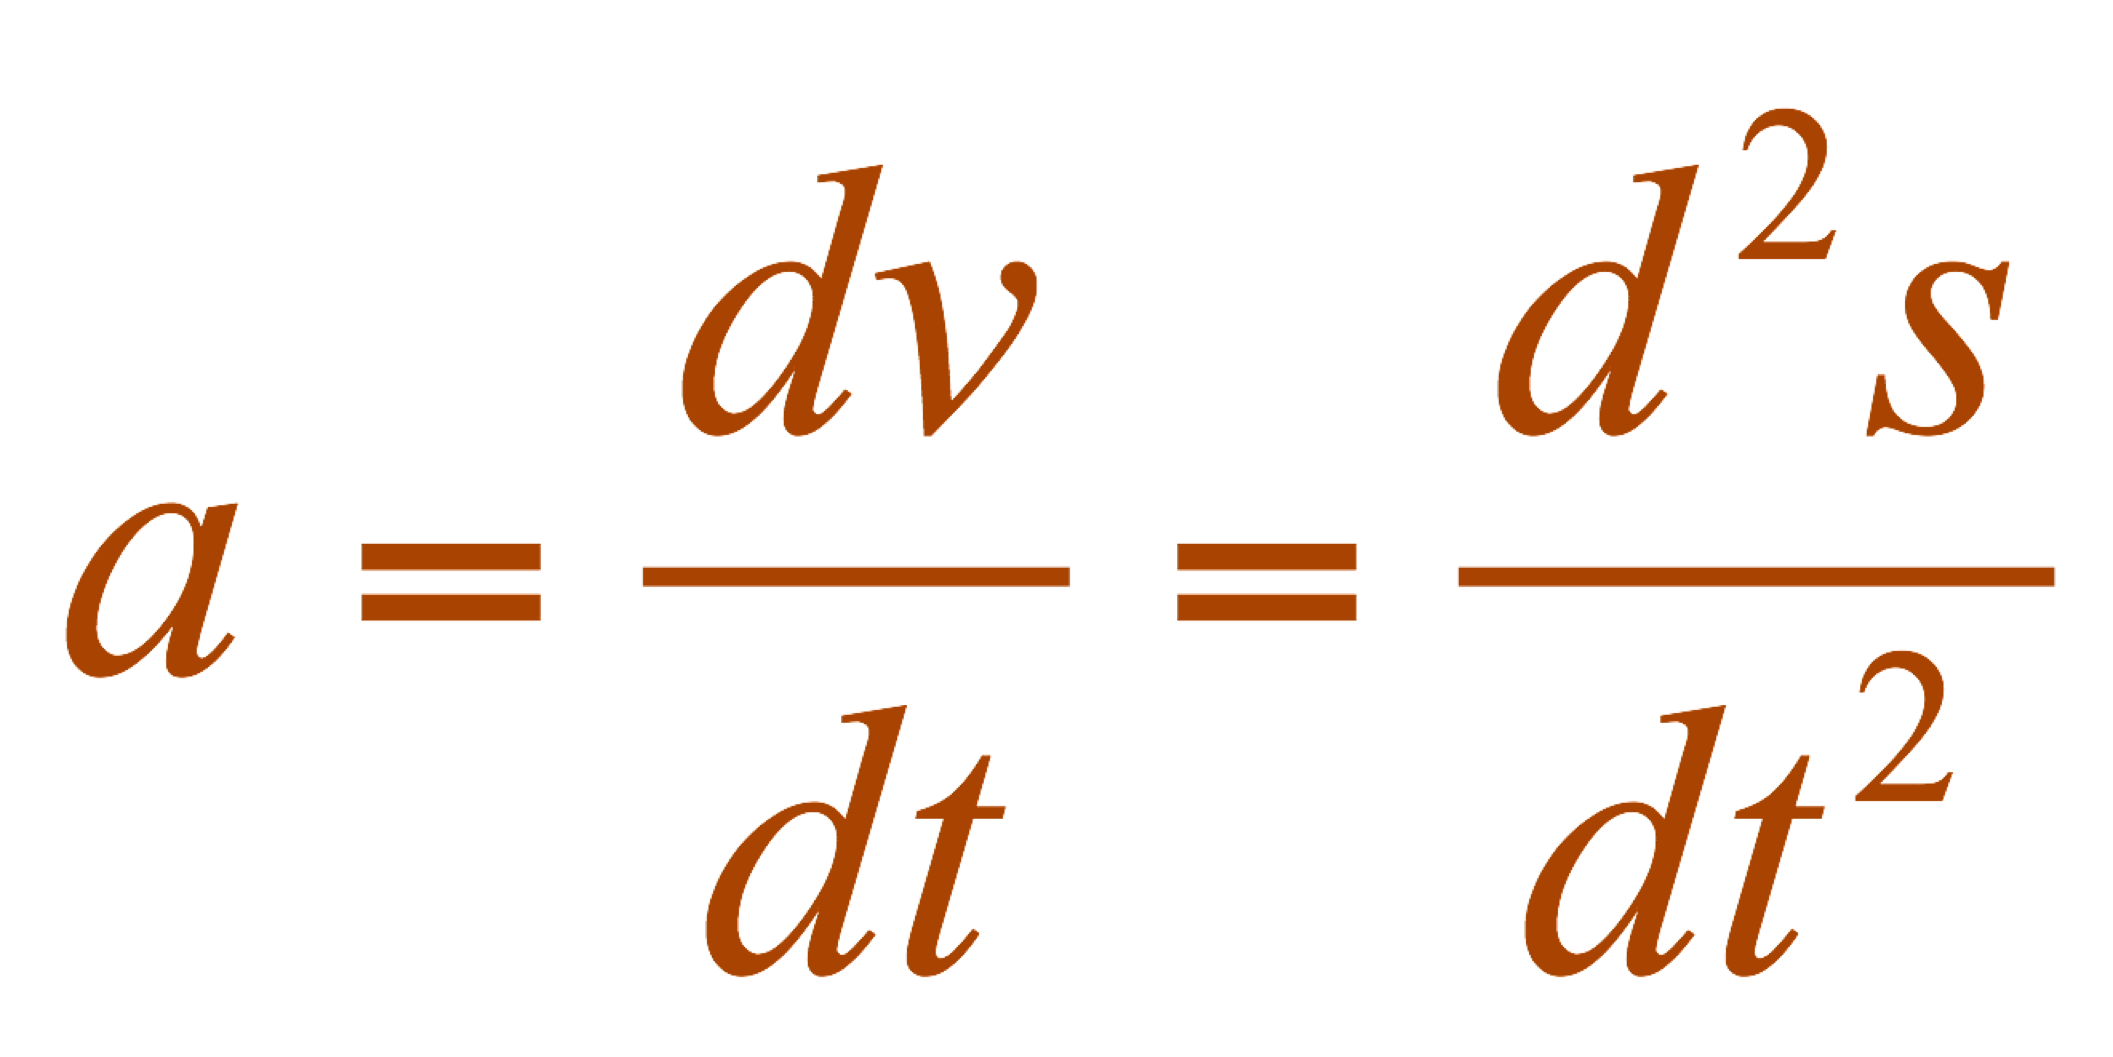 a = dv/dt = d²s/dt²